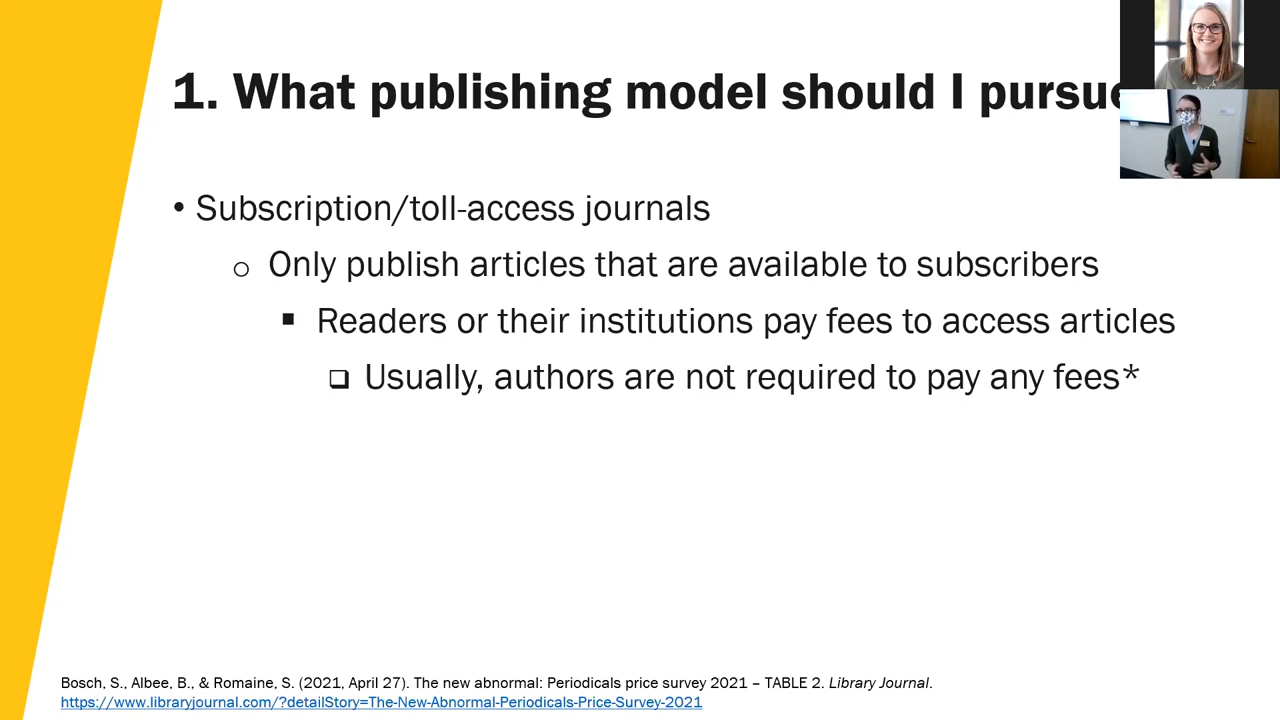 1. What publishing model should I pursue
• Subscription/toll-access journals
o Only publish articles that are available to subscribers
▪ Readers or their institutions pay fees to access articles
❑ Usually, authors are not required to pay any fees*
Bosch, S., Albee, B., & Romaine, S. (2021, April 27). The new abnormal: Periodicals price survey 2021 – TABLE 2. Library Journal.
https://www.libraryjournal.com/?detailStory=The-New-Abnormal-Periodicals-Price-Survey-2021